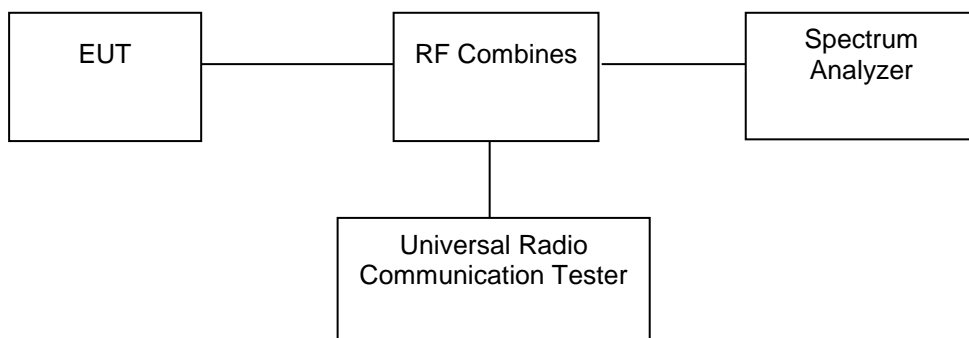 EUT
RF Combines
Spectrum
Analyzer
Universal Radio
Communication Tester